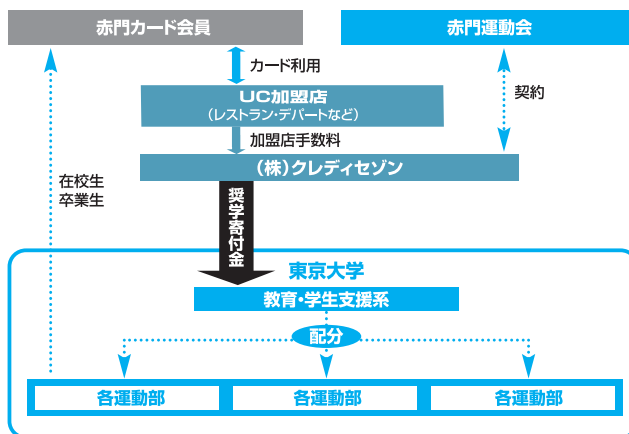 赤門カード会員
赤門運動会
カード利用
UC加盟店
（レストラン・デパートなど）
契約
加盟店手数料
（株）クレディセゾン
在校生
卒業生
奨学寄付金
東京大学
教育・学生支援系
配分
各運動部
各運動部
各運動部